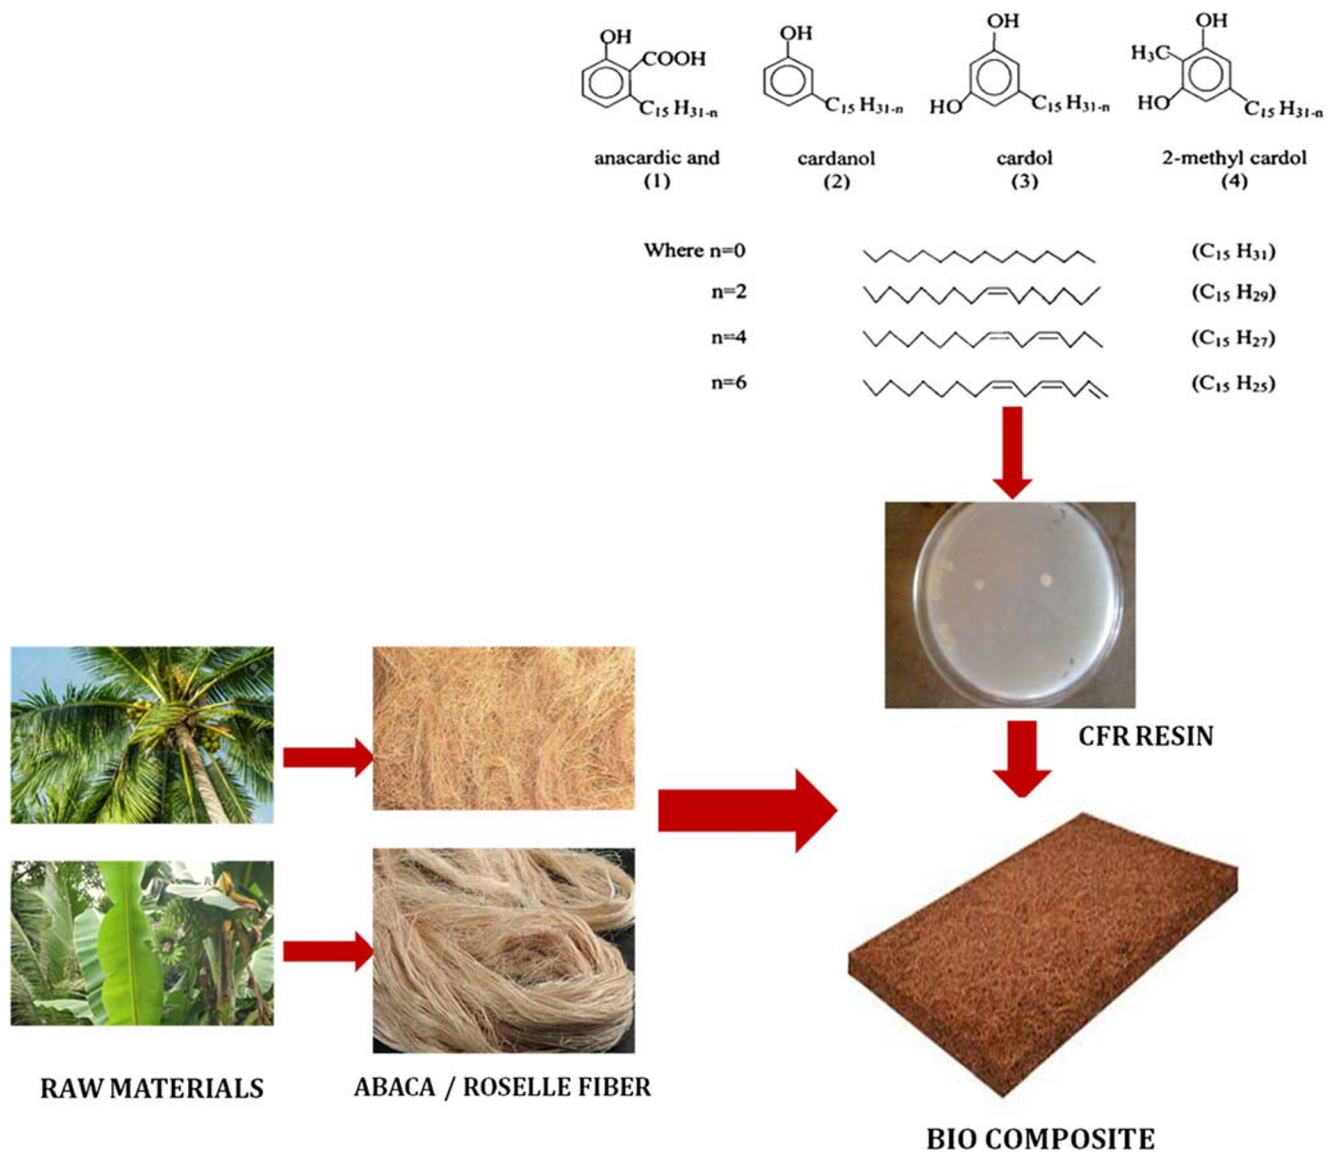 OH
COOH
C15 H31-n
anacardic and
(1)
OH
C15 H31-n
cardanol
(2)
OH
HO
C15 H31-n
cardol
(3)
OH
H3C
HO
C15 H31-n
2-methyl cardol
(4)
Where n=0
(C15 H31)
n=2
(C15 H29)
n=4
(C15 H27)
n=6
(C15 H25)
CFR RESIN
RAW MATERIALS
ABACA / ROSELLE FIBER
BIO COMPOSITE